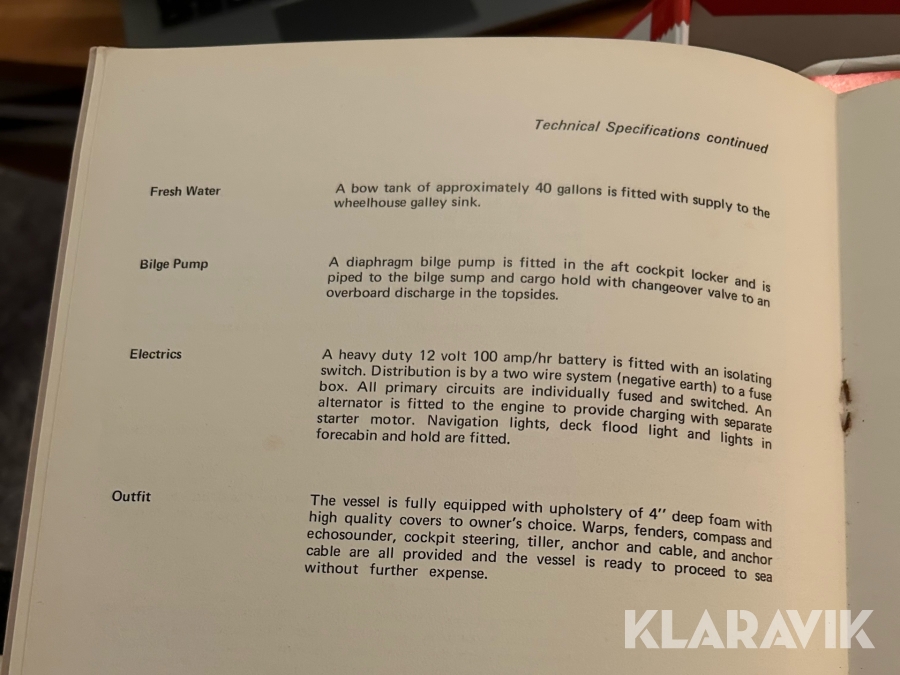 Technical Specifications continued
Fresh Water
A bow tank of approximately 40 gallons is fitted with supply to the
wheelhouse galley sink.
Bilge Pump
A diaphragm bilge pump is fitted in the aft cockpit locker and is
piped to the bilge sump and cargo hold with changeover valve to an
overboard discharge in the topsides.
Electrics
A heavy duty 12 volt 100 amp/hr battery is fitted with an isolating
switch. Distribution is by a two wire system (negative earth) to a fuse
box. All primary circuits are individually fused and switched. An
alternator is fitted to the engine to provide charging with separate
starter motor. Navigation lights, deck flood light and lights in
forecabin and hold are fitted.
Outfit
The vessel is fully equipped with upholstery of 4" deep foam with
high quality covers to owner's choice. Warps, fenders, compass and
echosounder, cockpit steering, tiller, anchor and cable, and anchor
cable are all provided and the vessel is ready to proceed to sea
without further expense.
KLARAVIK